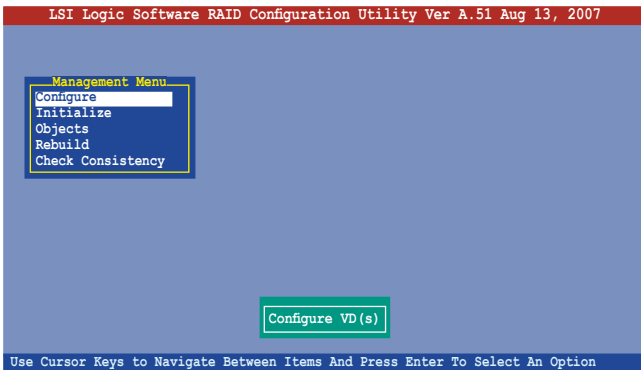 LSI Logic Software RAID Configuration Utility Ver A.51 Aug 13, 2007
Management Menu
Configure
Initialize
Objects
Rebuild
Check Consistency
Configure VD(s)
Use Cursor Keys to Navigate Between Items And Press Enter To Select An Option